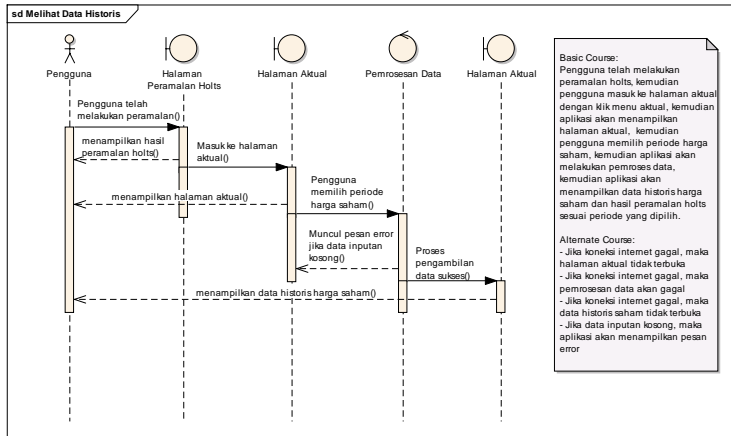 sd Melihat Data Historis
Pengguna
Halaman
Peramalan Holts
Halaman Aktual
Pemrosesan Data
Halaman Aktual
Pengguna telah
melakukan peramalan()
menampilkan hasil
peramalan holts()
Masuk ke halaman
aktual()
menampilkan halaman aktual()
Pengguna
memilih periode
harga saham()
Muncul pesan error
jika data inputan
kosong()
Proses
pengambilan
data sukses()
menampilkan data historis harga saham()
Basic Course:
Pengguna telah melakukan
peramalan holts, kemudian
pengguna masuk ke halaman aktual
dengan klik menu aktual, kemudian
aplikasi akan menampilkan
halaman aktual, kemudian
pengguna memilih periode harga
saham, kemudian aplikasi akan
melakukan pemroses data,
kemudian aplikasi akan
menampilkan data historis harga
saham dan hasil peramalan holts
sesuai periode yang dipilih.
Alternate Course:
- Jika koneksi internet gagal, maka
halaman aktual tidak terbuka
- Jika koneksi internet gagal, maka
pemrosesan data akan gagal
- Jika koneksi internet gagal, maka
data historis saham tidak terbuka
- Jika data inputan kosong, maka
aplikasi akan menampilkan pesan
error